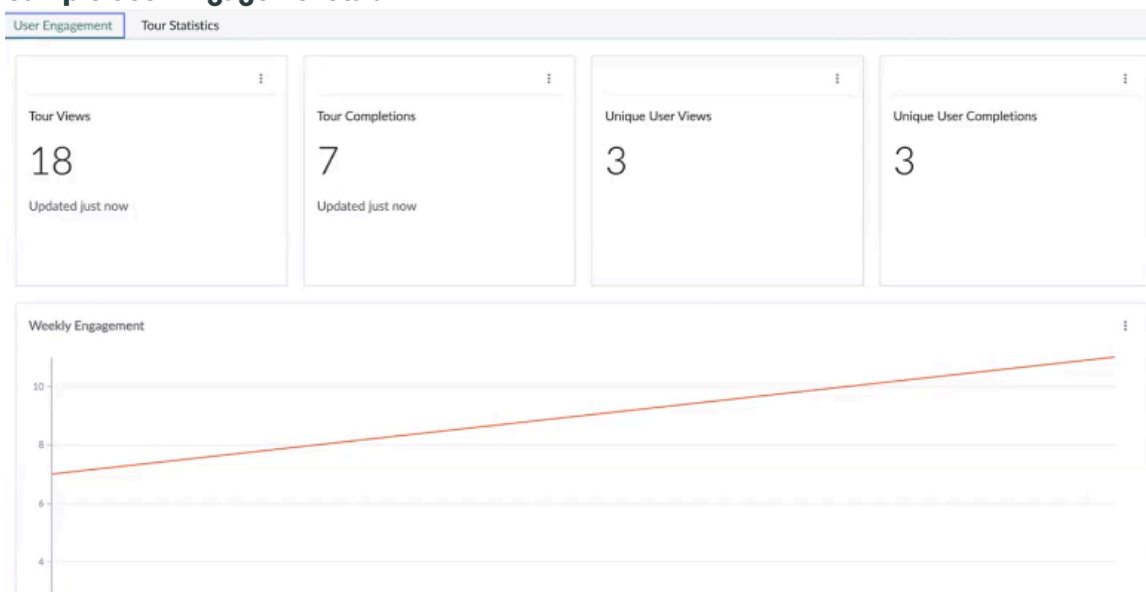 User Engagement Tour Statistics
Tour Views
18
Updated just now
Tour Completions
7
Updated just now
Unique User Views
3
Unique User Completions
3
Weekly Engagement
10
8
6
4